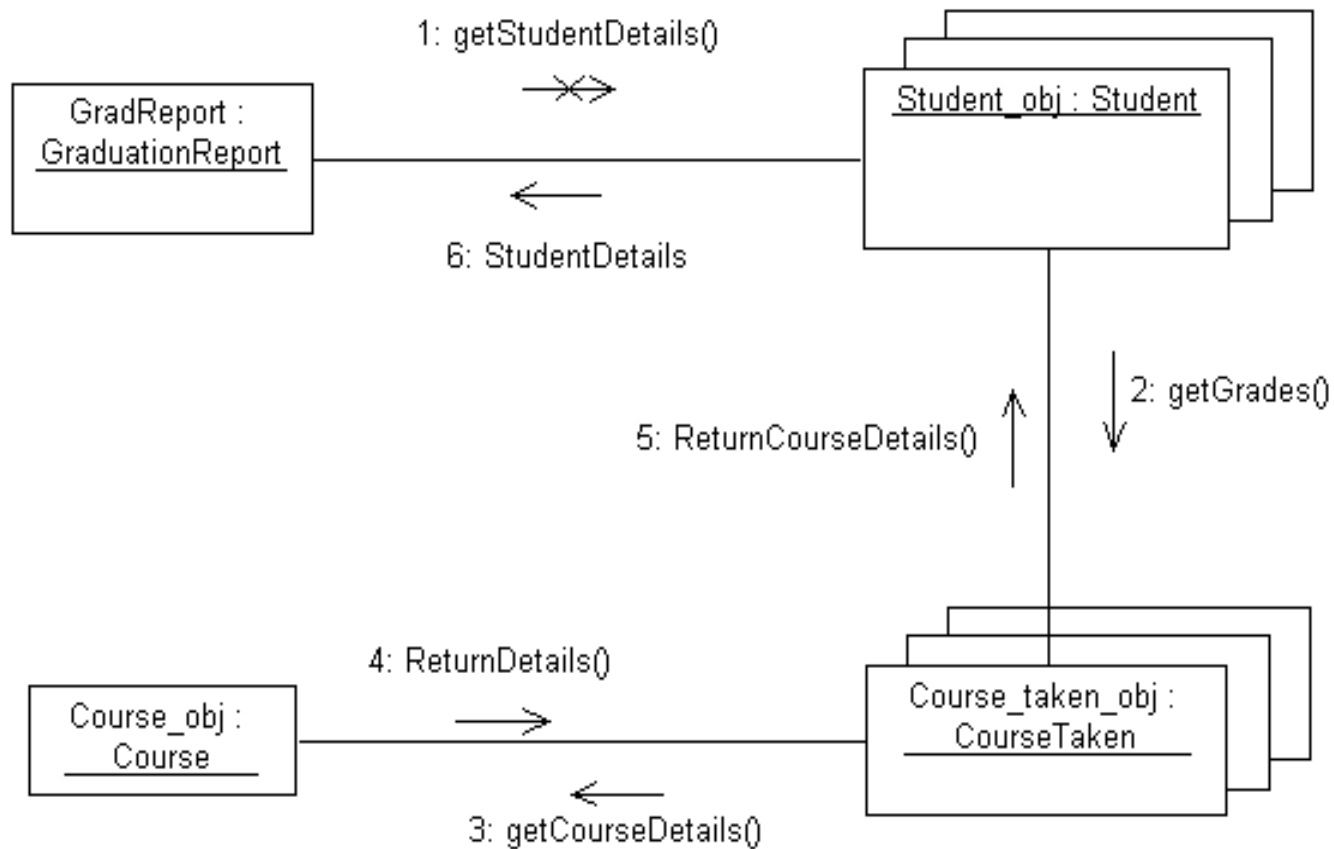 1: getStudentDetails()
GradReport :
GraduationReport
Student_obj : Student
6: StudentDetails
2: getGrades()
5: ReturnCourseDetails()
4: ReturnDetails()
Course_obj :
Course
Course_taken_obj :
CourseTaken
3: getCourseDetails()